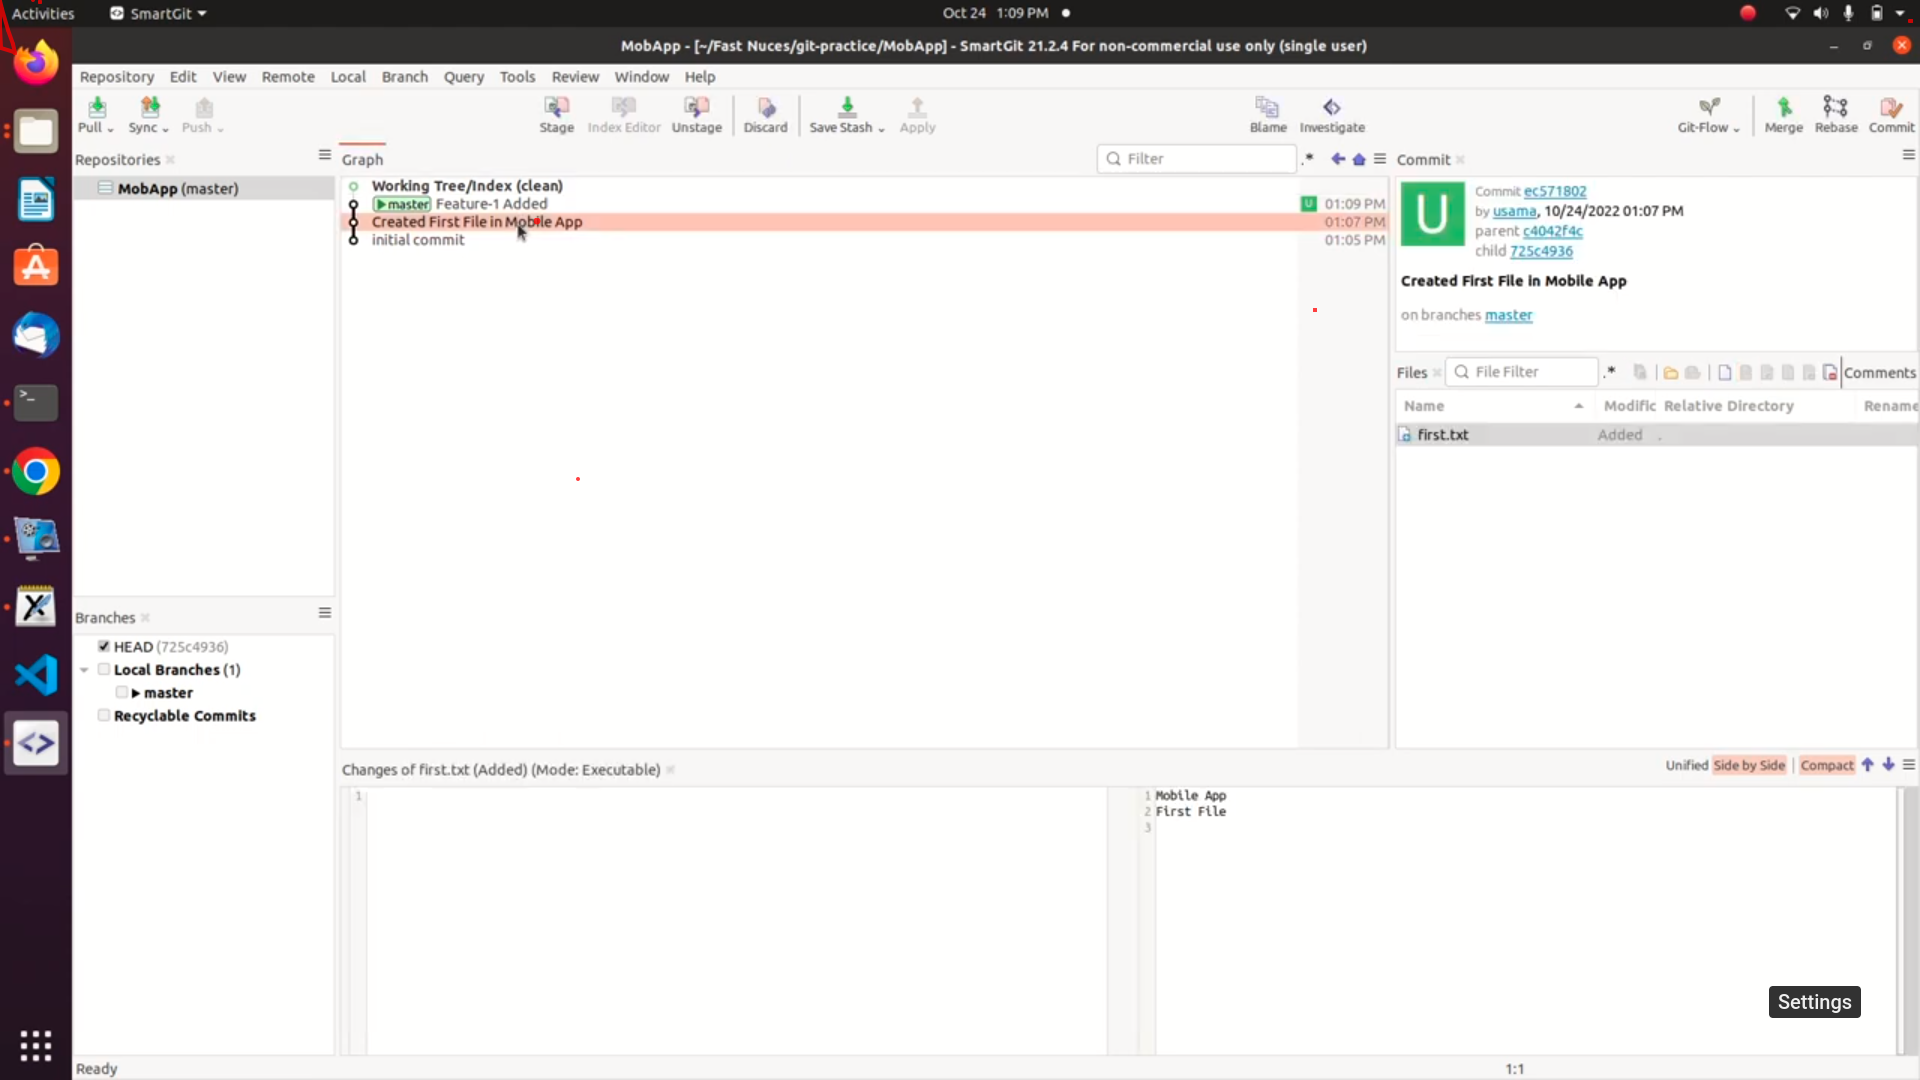 Activities SmartGit Oct 24 1:09 PM
MobApp - [~/Fast Nuces/git-practice/MobApp] - SmartGit 21.2.4 For non-commercial use only (single user)
Repository Edit View Remote Local Branch Query Tools Review Window Help
Pull Sync Push Stage Index Editor Unstage Discard Save Stash Apply Blame Investigate Git-Flow Merge Rebase Commit
Repositories
MobApp (master)
Graph
Filter
.*
Working Tree/Index (clean)
master Feature-1 Added U 01:09 PM
Created First File in Mobile App 01:07 PM
initial commit 01:05 PM
Commit
U
Commit ec571802
by usama, 10/24/2022 01:07 PM
parent c4042f4c
child 725c4936
Created First File in Mobile App
on branches master
Files File Filter .* Comments
Name Modific Relative Directory Rename
first.txt Added .
Branches
HEAD (725c4936)
Local Branches (1)
master
Recyclable Commits
Changes of first.txt (Added) (Mode: Executable)
Unified Side by Side | Compact
1
1 Mobile App
2 First File
3
Settings
Ready 1:1